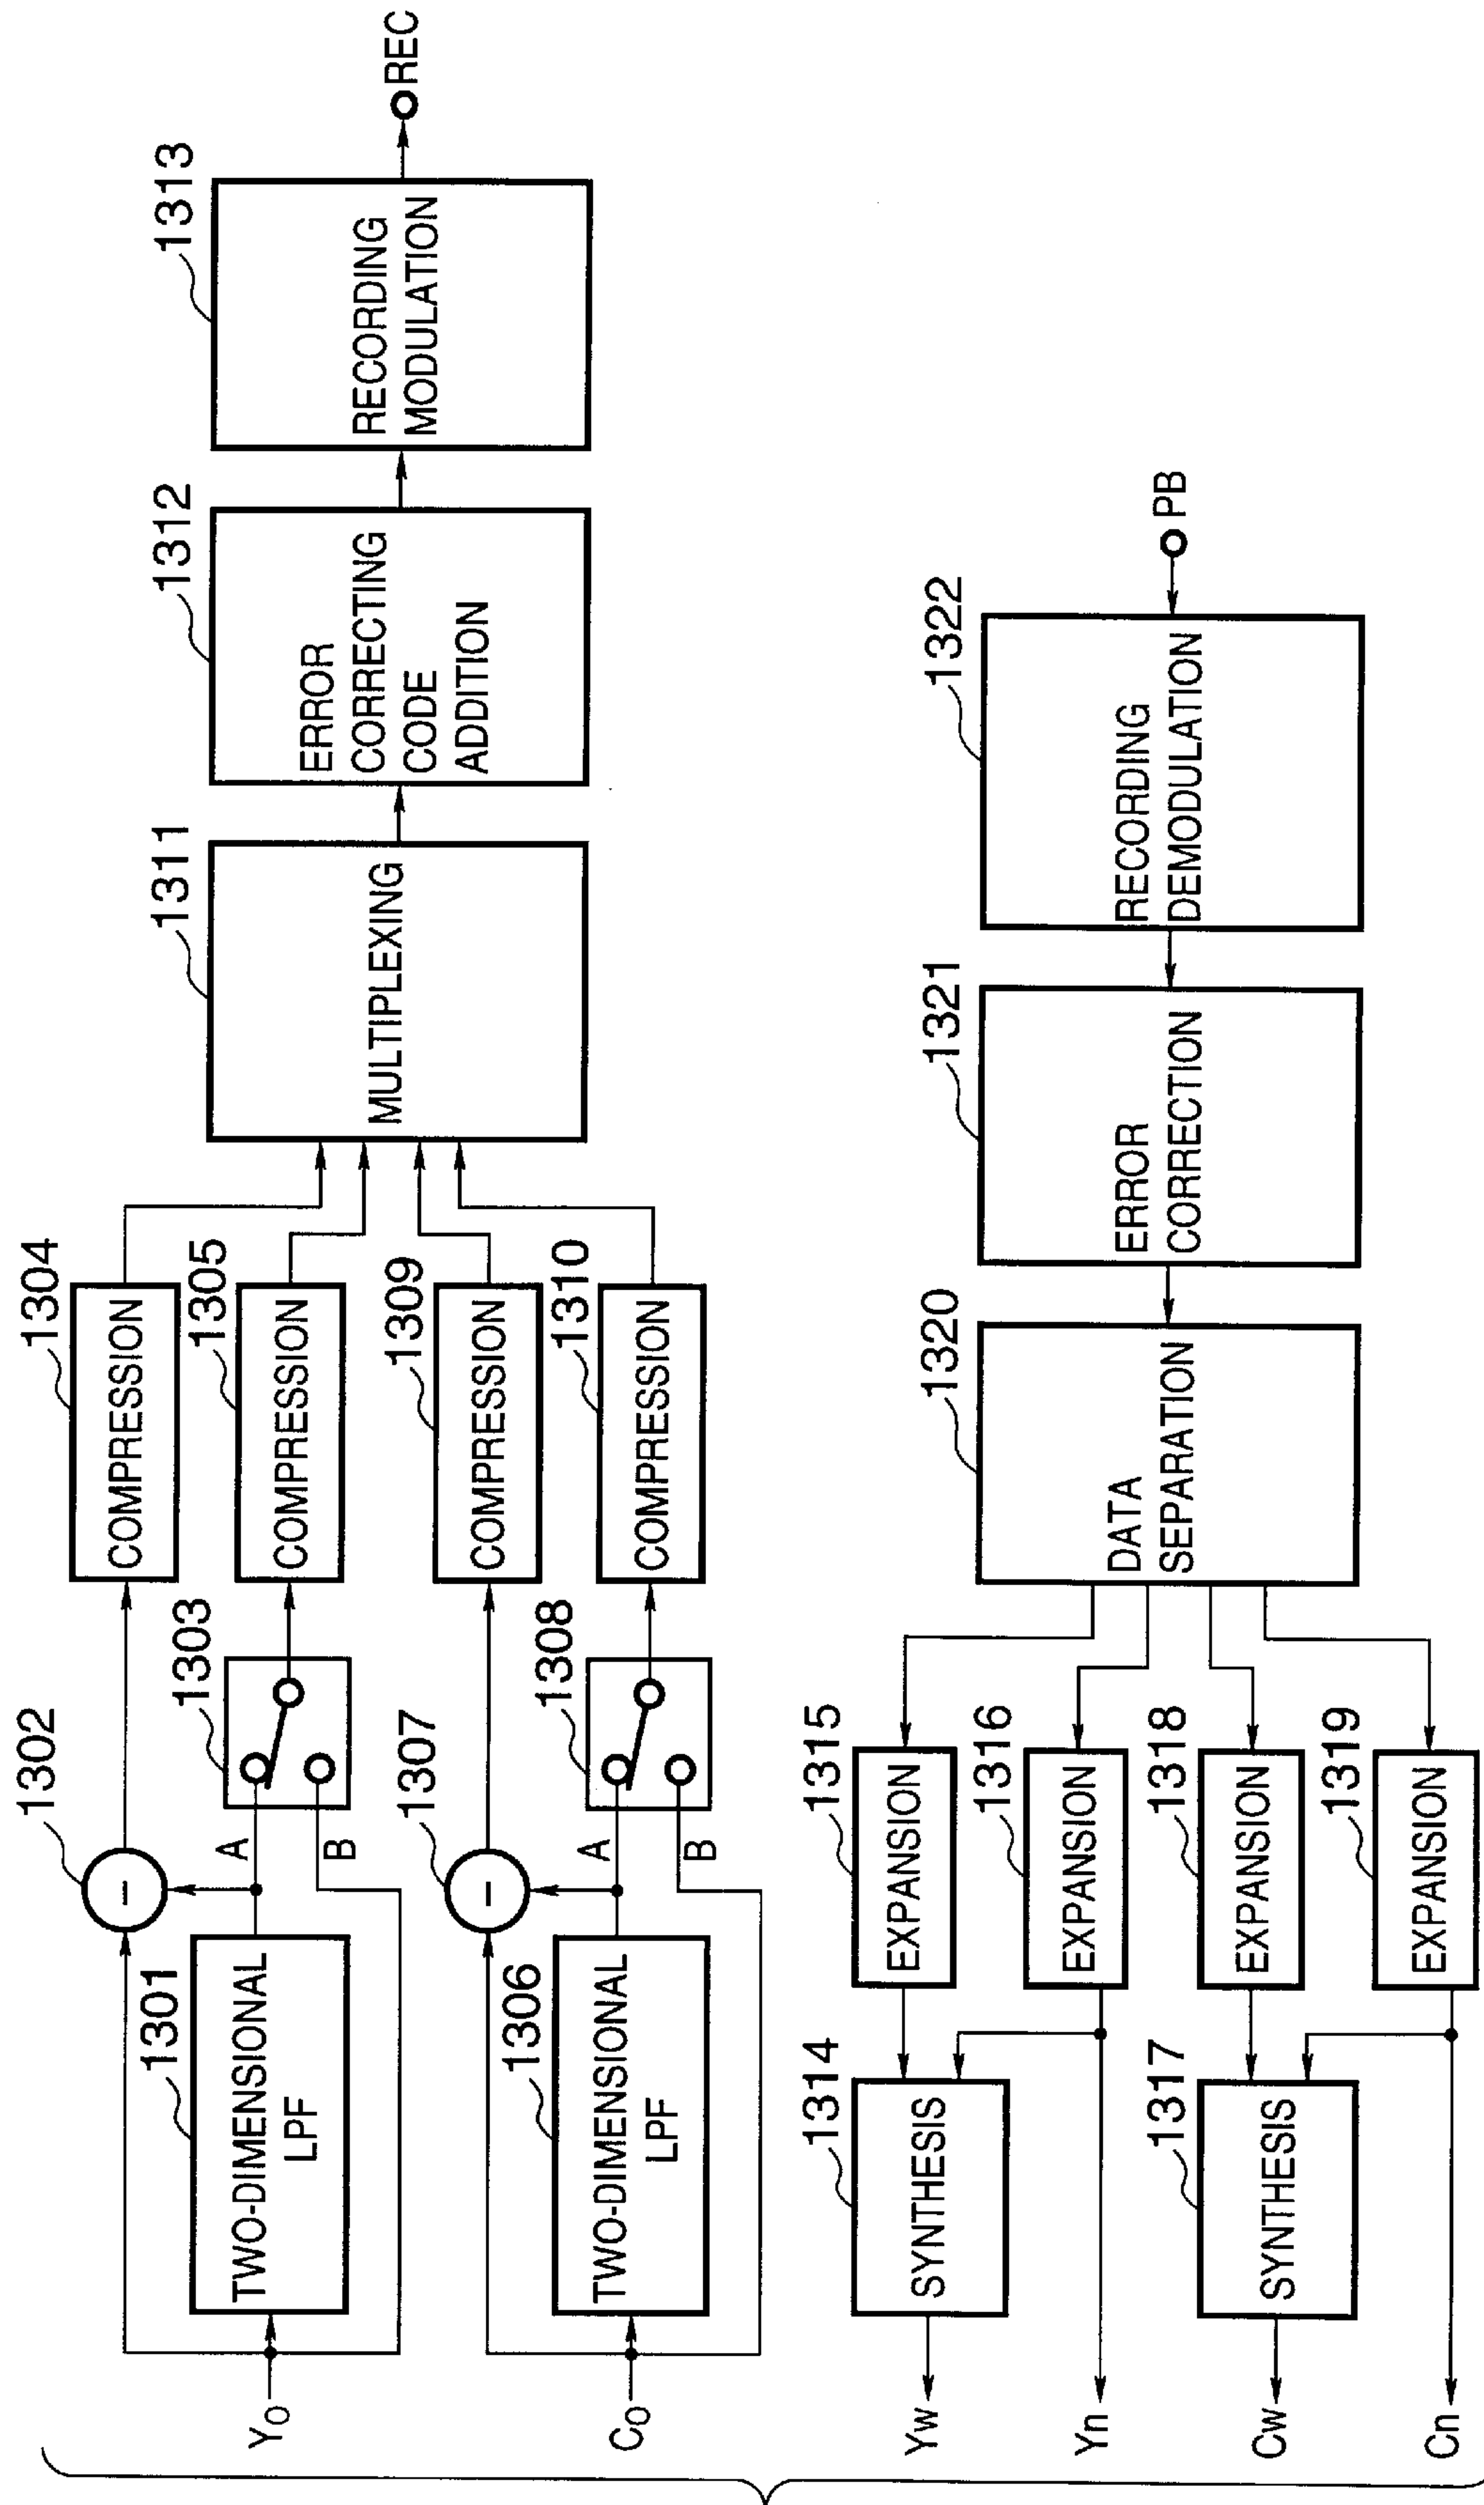 1302
1304
COMPRESSION
1301
TWO-DIMENSIONAL
LPF
A
B
1303
1305
COMPRESSION
YO
1307
1309
COMPRESSION
1306
TWO-DIMENSIONAL
LPF
A
B
1308
1310
COMPRESSION
CO
1311
MULTIPLEXING
1312
ERROR
CORRECTING
CODE
ADDITION
1313
RECORDING
MODULATION
REC
Yw
1314
SYNTHESIS
1315
EXPANSION
Yn
1316
EXPANSION
Cw
1317
SYNTHESIS
1318
EXPANSION
Cn
1319
EXPANSION
1320
DATA
SEPARATION
1321
ERROR
CORRECTION
1322
RECORDING
DEMODULATION
PB